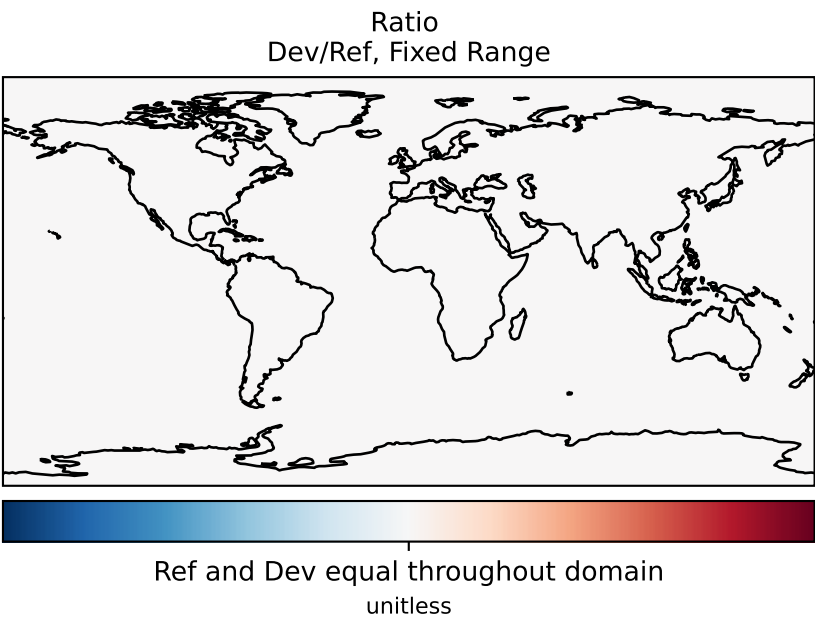 Ratio
Dev/Ref, Fixed Range
Ref and Dev equal throughout domain
unitless